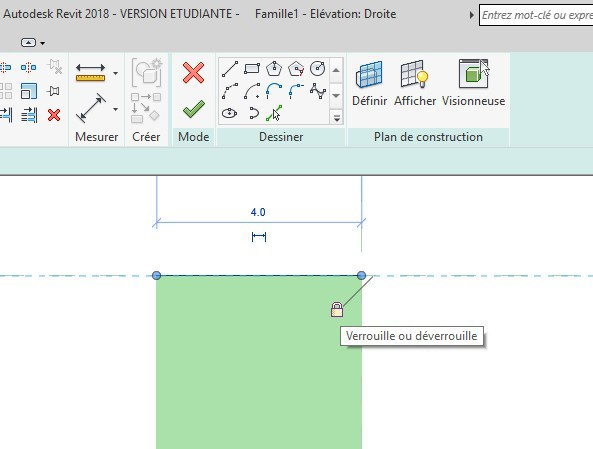 Autodesk Revit 2018 - VERSION ETUDIANTE - Famille1 - Elévation: Droite
Entrez mot-clé ou expre
Définir Afficher Visionneuse
Mesurer Créer Mode Dessiner Plan de construction
4.0
Verrouille ou déverrouille